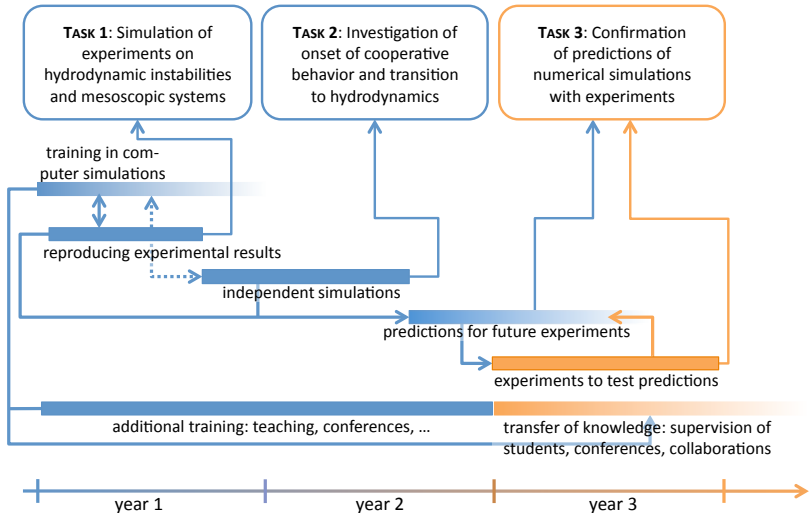 TASK 1: Simulation of
experiments on
hydrodynamic instabilities
and mesoscopic systems
TASK 2: Investigation of
onset of cooperative
behavior and transition
to hydrodynamics
TASK 3: Confirmation
of predictions of
numerical simulations
with experiments
training in com-
puter simulations
reproducing experimental results
independent simulations
predictions for future experiments
experiments to test predictions
additional training: teaching, conferences, ...
transfer of knowledge: supervision of
students, conferences, collaborations
year 1
year 2
year 3